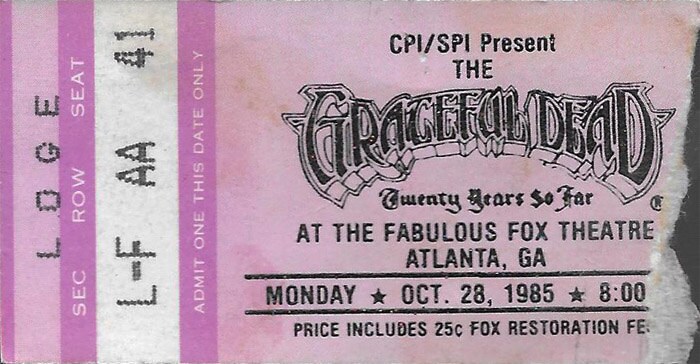 LOGE
SEC ROW SEAT
L-F AA 41
ADMIT ONE THIS DATE ONLY
CPI/SPI Present
THE
GRATEFUL DEAD
Twenty Years So Far
AT THE FABULOUS FOX THEATRE
ATLANTA, GA
MONDAY ★ OCT. 28, 1985 ★ 8:00
PRICE INCLUDES 25¢ FOX RESTORATION FE